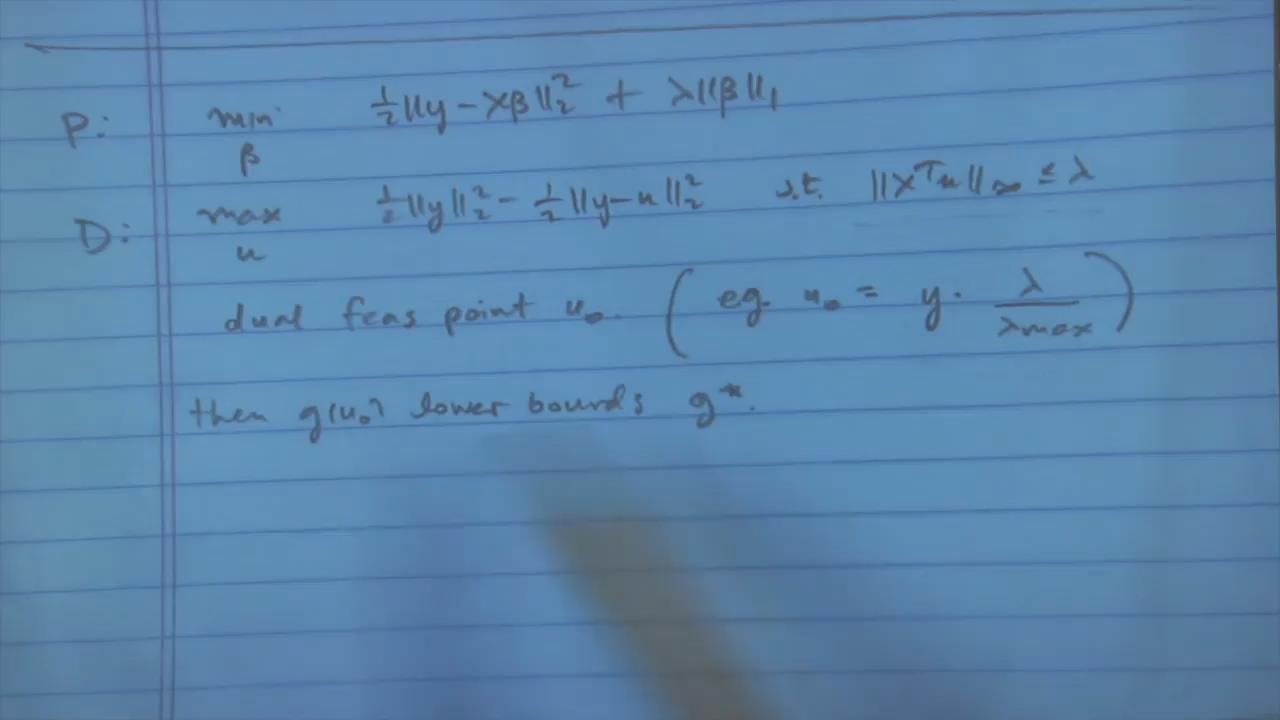 P: min ½||y - Xβ||₂² + λ||β||₁
β
D: max ½||y||₂² - ½||y-u||₂² s.t. ||Xᵀu||∞ ≤ λ
u
dual feas point u₀. (eg. u₀ = y · λ/λmax)
then g(u₀) lower bounds g*.